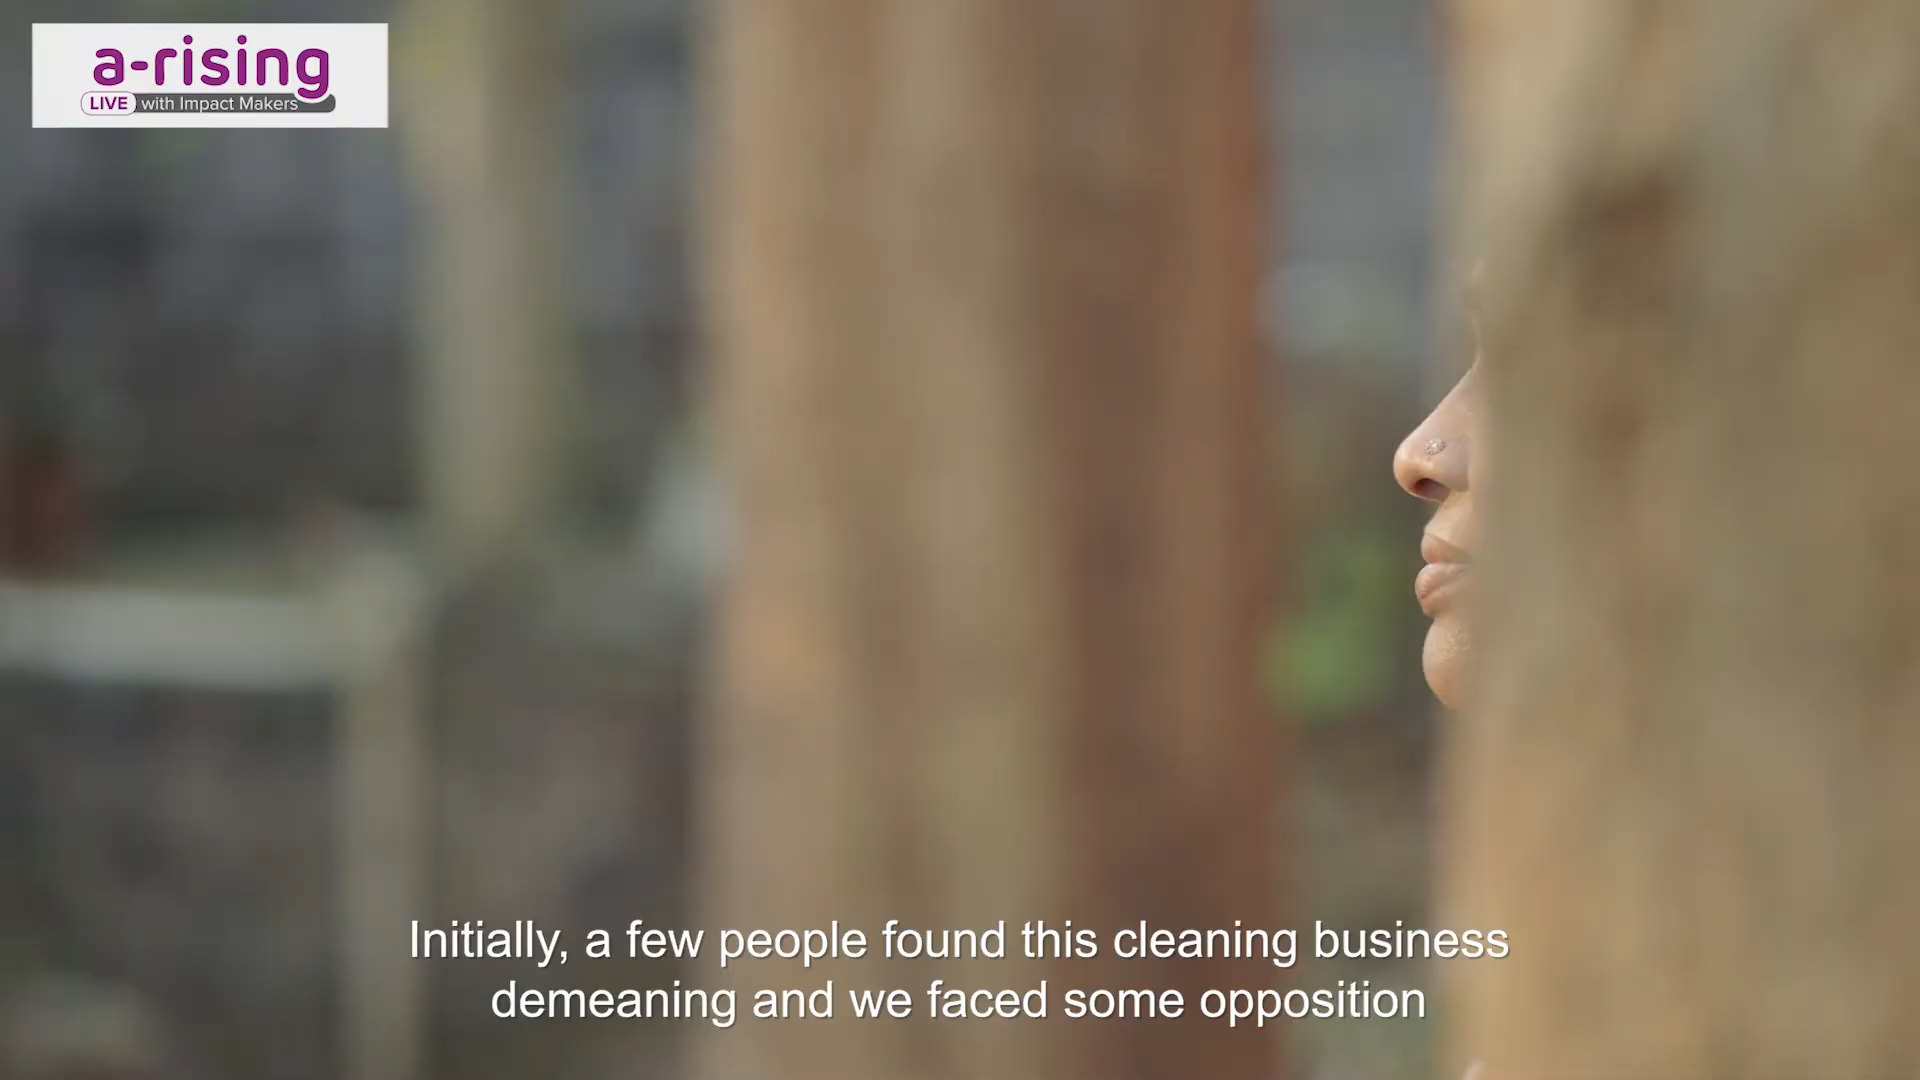 a-rising
LIVE with Impact Makers
Initially, a few people found this cleaning business
demeaning and we faced some opposition